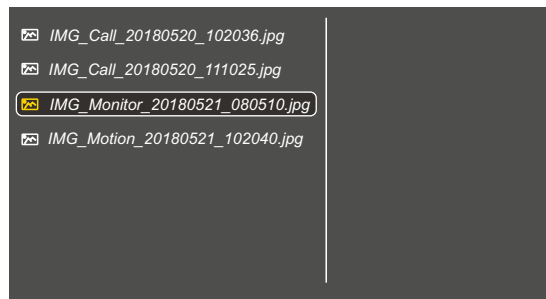 IMG_Call_20180520_102036.jpg
IMG_Call_20180520_111025.jpg
IMG_Monitor_20180521_080510.jpg
IMG_Motion_20180521_102040.jpg